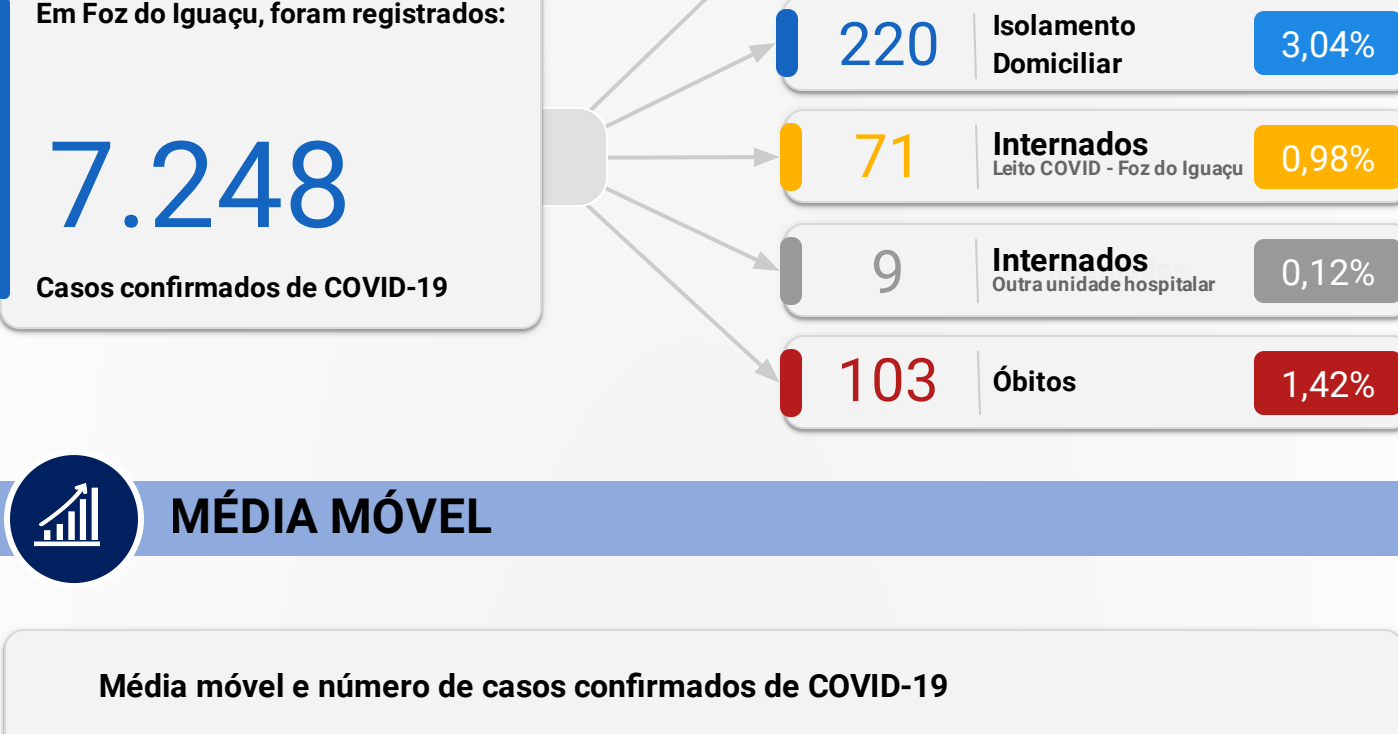 Em Foz do Iguaçu, foram registrados:
7.248
Casos confirmados de COVID-19
220
Isolamento
Domiciliar
3,04%
71
Internados
Leito COVID - Foz do Iguaçu
0,98%
9
Internados
Outra unidade hospitalar
0,12%
103
Óbitos
1,42%
MÉDIA MÓVEL
Média móvel e número de casos confirmados de COVID-19